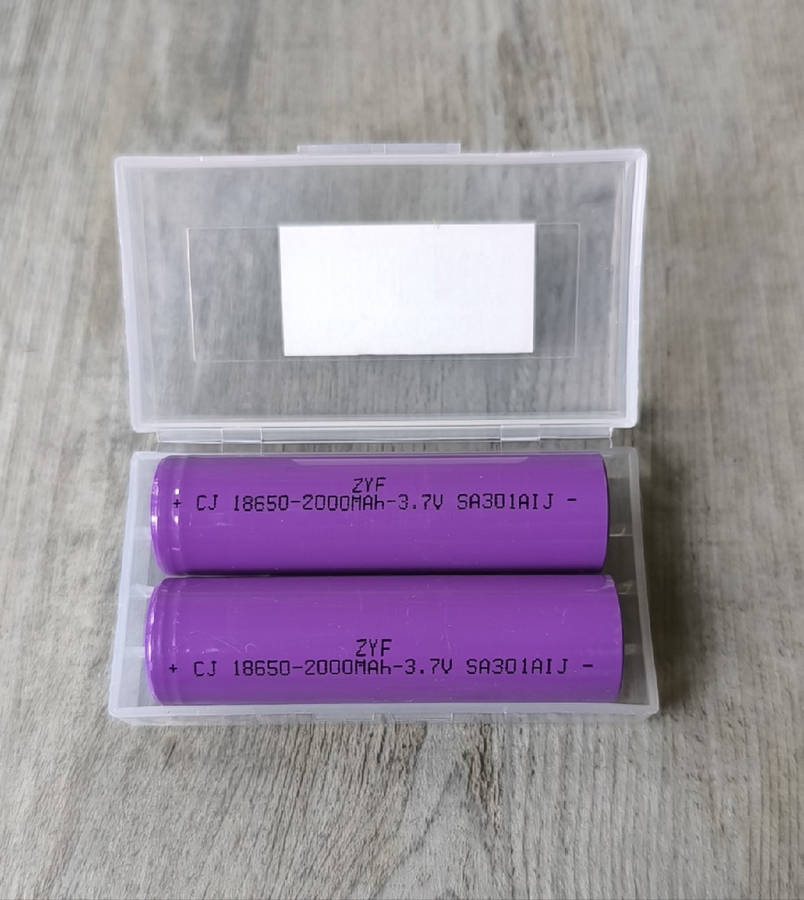 ZYF
+ CJ 18650-2000MAh-3.7V SA301AIJ -
ZYF
+ CJ 18650-2000MAh-3.7V SA301AIJ -